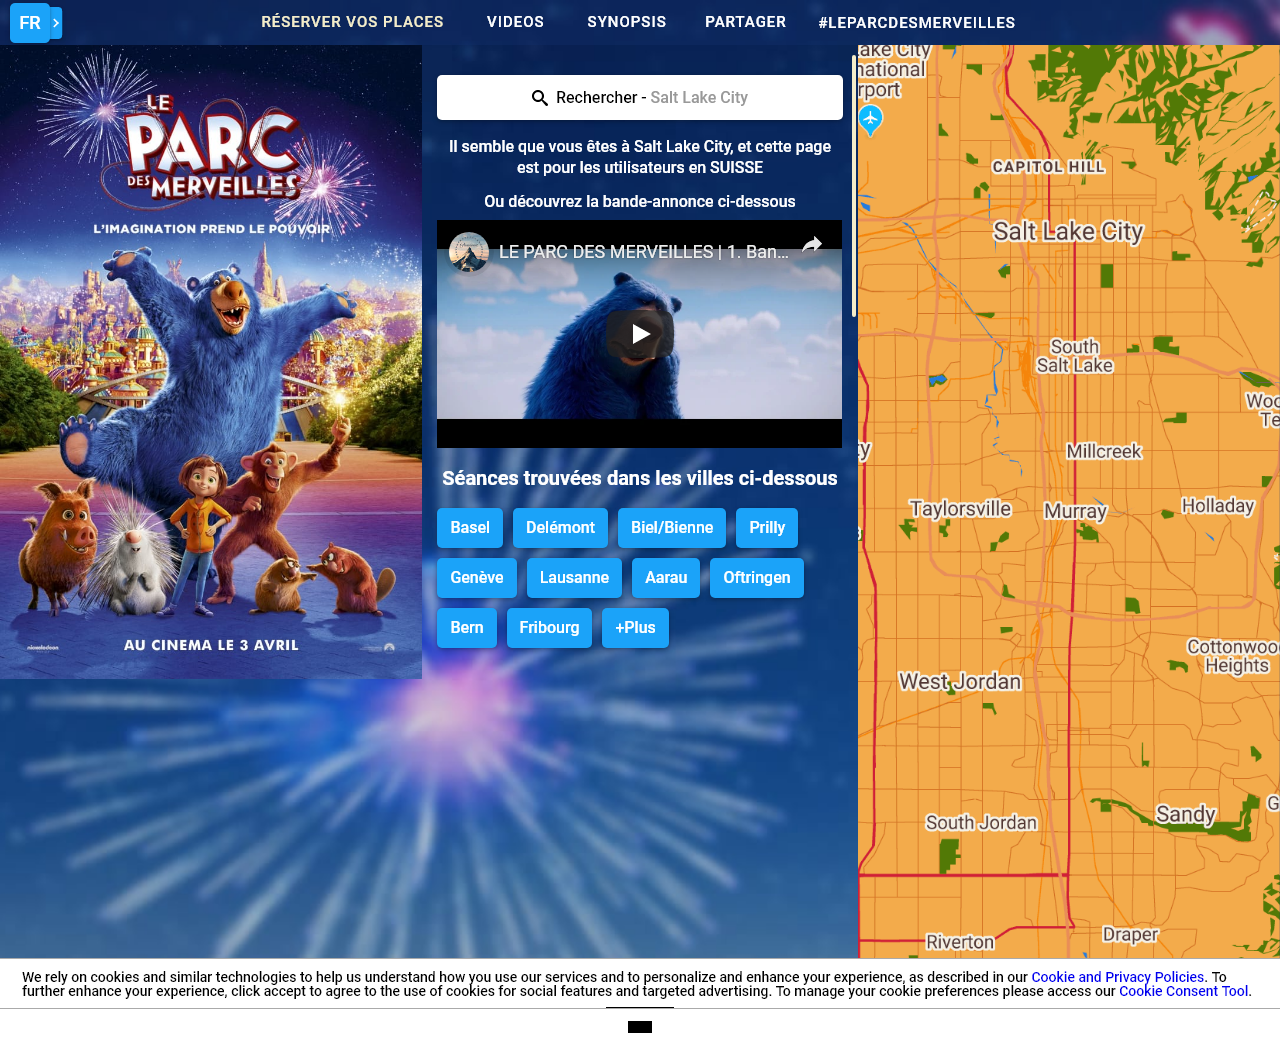 FR
RÉSERVER VOS PLACES
VIDEOS
SYNOPSIS
PARTAGER
#LEPARCDESMERVEILLES
LE
PARC
DES MERVEILLES
L'IMAGINATION PREND LE POUVOIR
nickelodeon
AU CINEMA LE 3 AVRIL
Rechercher - Salt Lake City
Il semble que vous êtes à Salt Lake City, et cette page
est pour les utilisateurs en SUISSE
Ou découvrez la bande-annonce ci-dessous
LE PARC DES MERVEILLES | 1. Ban...
Séances trouvées dans les villes ci-dessous
Basel
Delémont
Biel/Bienne
Prilly
Genève
Lausanne
Aarau
Oftringen
Bern
Fribourg
+Plus
ake City
national
rport
CAPITOL HILL
Salt Lake City
South
Salt Lake
Woo
Te
ty
Millcreek
Taylorsville
Murray
Holladay
Cottonwood
Heights
West Jordan
South Jordan
Sandy
G
Riverton
Draper
We rely on cookies and similar technologies to help us understand how you use our services and to personalize and enhance your experience, as described in our Cookie and Privacy Policies. To
further enhance your experience, click accept to agree to the use of cookies for social features and targeted advertising. To manage your cookie preferences please access our Cookie Consent Tool.